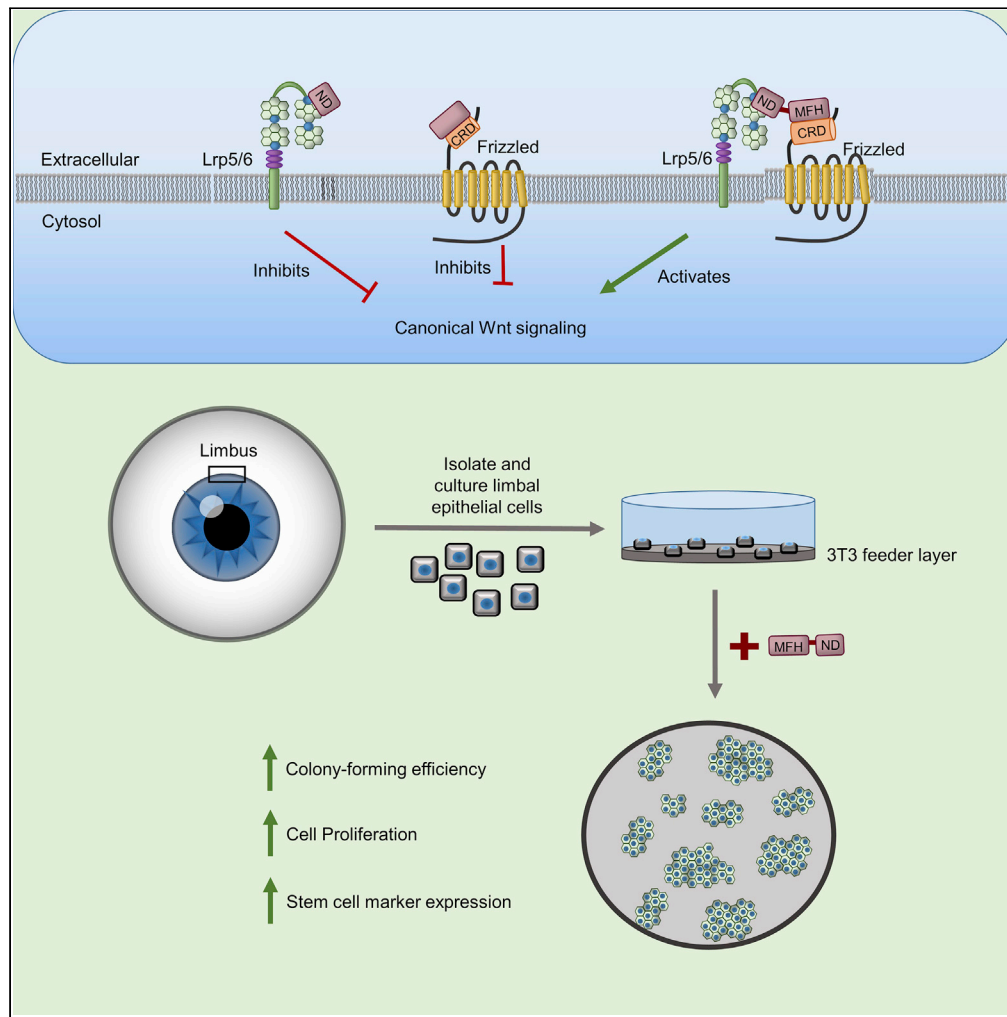 ND
ND
MFH
CRD
CRD
Extracellular
Lrp5/6
Frizzled
Lrp5/6
Frizzled
Cytosol
Inhibits
Inhibits
Activates
Canonical Wnt signaling
Limbus
Isolate and
culture limbal
epithelial cells
3T3 feeder layer
MFH
ND
Colony-forming efficiency
Cell Proliferation
Stem cell marker expression